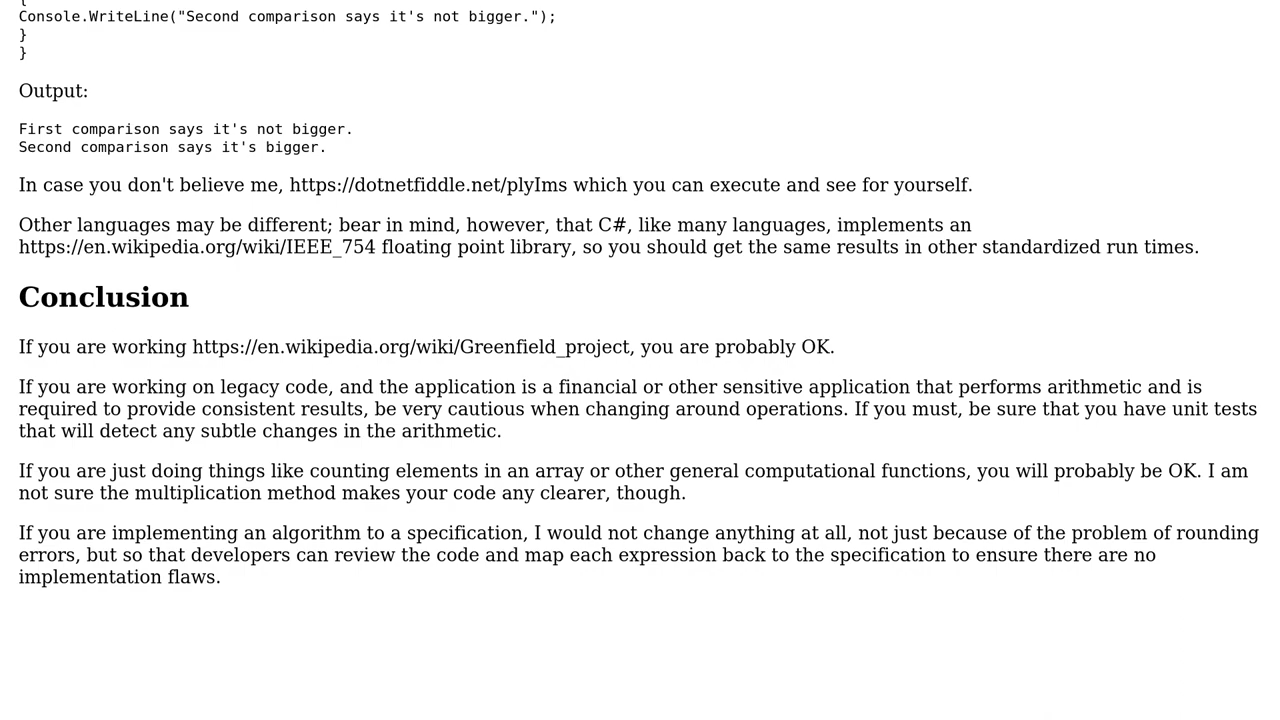 {
Console.WriteLine("Second comparison says it's not bigger.");
}
}
Output:
First comparison says it's not bigger.
Second comparison says it's bigger.
In case you don't believe me, https://dotnetfiddle.net/plyIms which you can execute and see for yourself.
Other languages may be different; bear in mind, however, that C#, like many languages, implements an
https://en.wikipedia.org/wiki/IEEE_754 floating point library, so you should get the same results in other standardized run times.
Conclusion
If you are working https://en.wikipedia.org/wiki/Greenfield_project, you are probably OK.
If you are working on legacy code, and the application is a financial or other sensitive application that performs arithmetic and is
required to provide consistent results, be very cautious when changing around operations. If you must, be sure that you have unit tests
that will detect any subtle changes in the arithmetic.
If you are just doing things like counting elements in an array or other general computational functions, you will probably be OK. I am
not sure the multiplication method makes your code any clearer, though.
If you are implementing an algorithm to a specification, I would not change anything at all, not just because of the problem of rounding
errors, but so that developers can review the code and map each expression back to the specification to ensure there are no
implementation flaws.